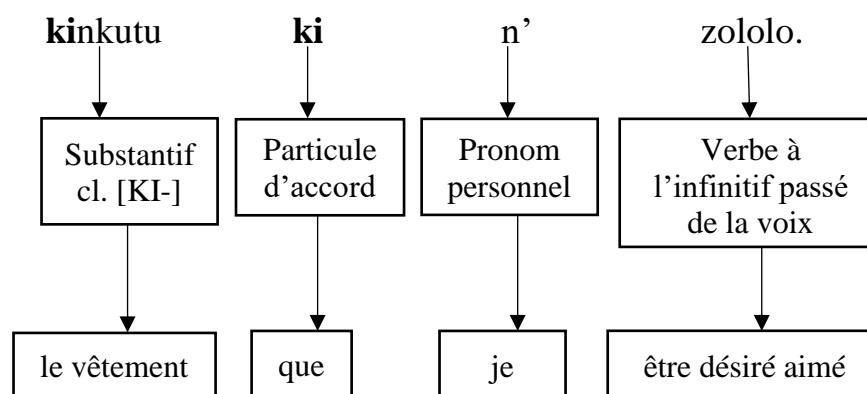 kinkutu ki n’ zololo.
Substantif
cl. [KI-]
Particule
d’accord
Pronom
personnel
Verbe à
l’infinitif passé
de la voix
le vêtement
que
je
être désiré aimé